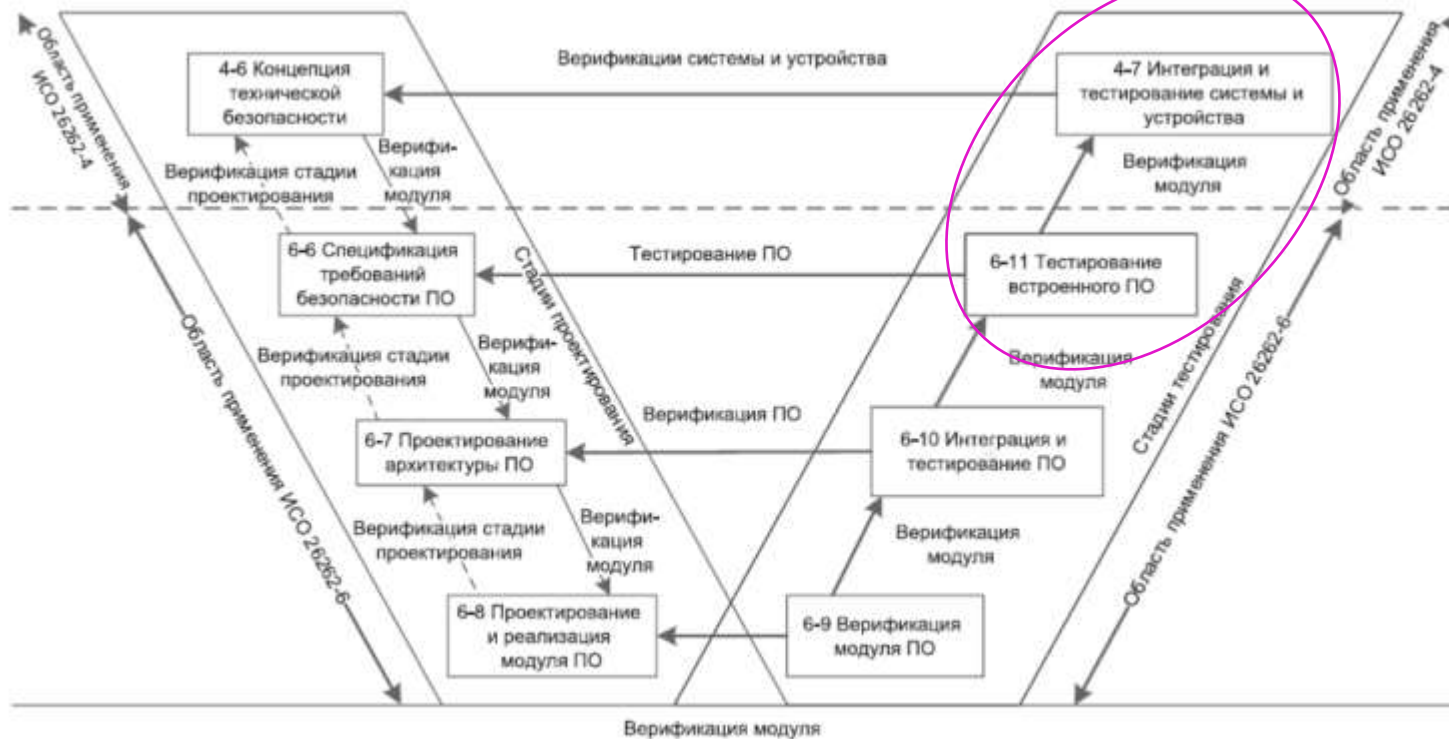 Область применения
ИСО 26262-4
4-6 Концепция
технической
безопасности
Верификации системы и устройства
4-7 Интеграция и
тестирование системы и
устройства
Область применения
ИСО 26262-4
Верификация стадии
проектирования
Верифи-
кация
модуля
Верификация
модуля
6-6 Спецификация
требований
безопасности ПО
Тестирование ПО
6-11 Тестирование
встроенного ПО
Стадии проектирования
Стадии тестирования
Область применения ИСО 26262-6
Область применения ИСО 26262-6
Верификация стадии
проектирования
Верифи-
кация
модуля
Верификация
модуля
6-7 Проектирование
архитектуры ПО
Верификация ПО
6-10 Интеграция и
тестирование ПО
Верификация стадии
проектирования
Верифи-
кация
модуля
Верификация
модуля
6-8 Проектирование
и реализация
модуля ПО
6-9 Верификация
модуля ПО
Верификация модуля